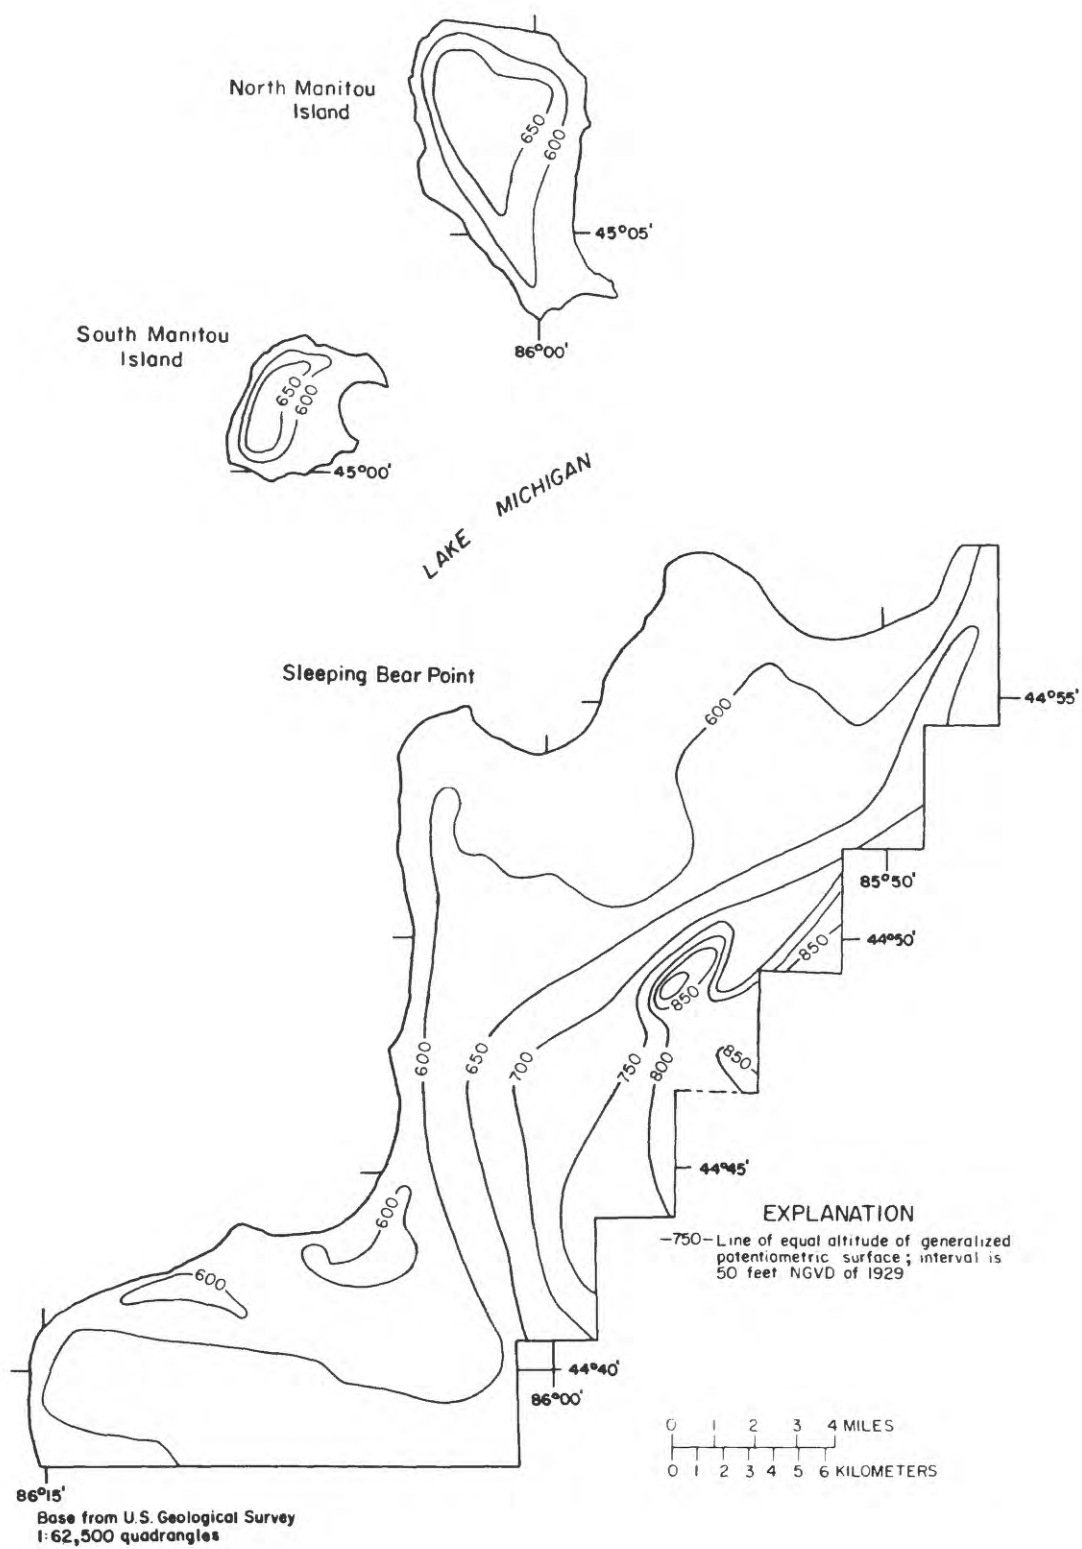 North Manitou
Island
650
600
45°05'
86°00'
South Manitou
Island
650
600
45°00'
LAKE MICHIGAN
Sleeping Bear Point
600
44°55'
85°50'
44°50'
850
850
600
650
700
750
800
850
44°45'
600
600
EXPLANATION
—750— Line of equal altitude of generalized
potentiometric surface; interval is
50 feet NGVD of 1929
44°40'
86°00'
0 1 2 3 4 MILES
0 1 2 3 4 5 6 KILOMETERS
86°15'
Base from U.S. Geological Survey
1:62,500 quadrangles